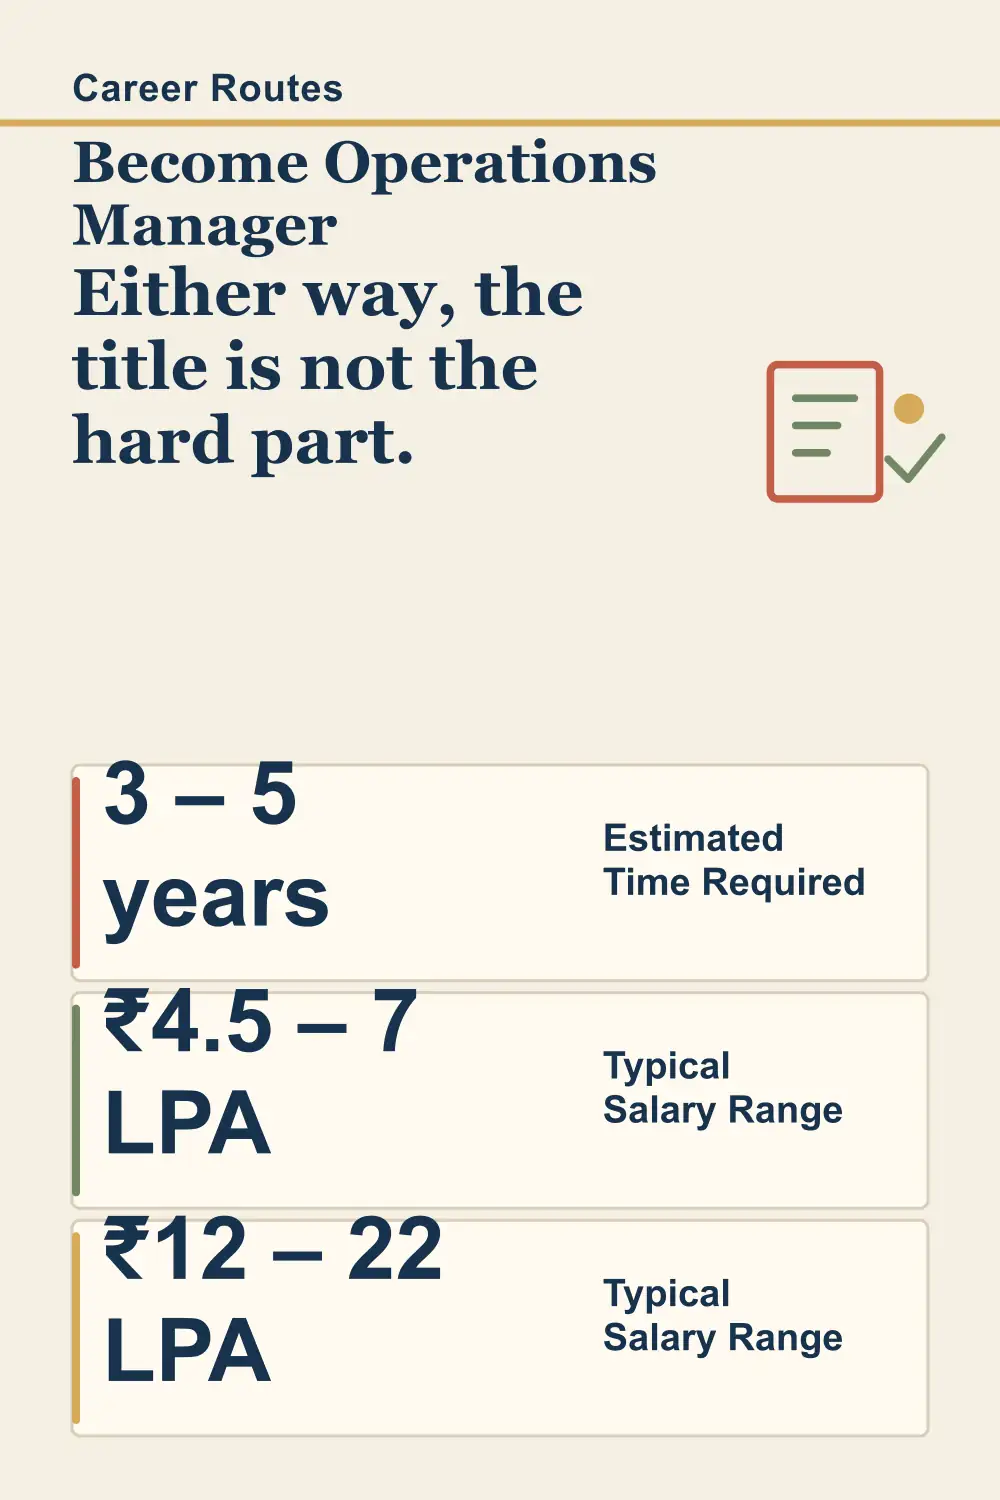 Career Routes
Become Operations
Manager
Either way, the
title is not the
hard part.
3 – 5
years
Estimated
Time Required
₹4.5 – 7
LPA
Typical
Salary Range
₹12 – 22
LPA
Typical
Salary Range